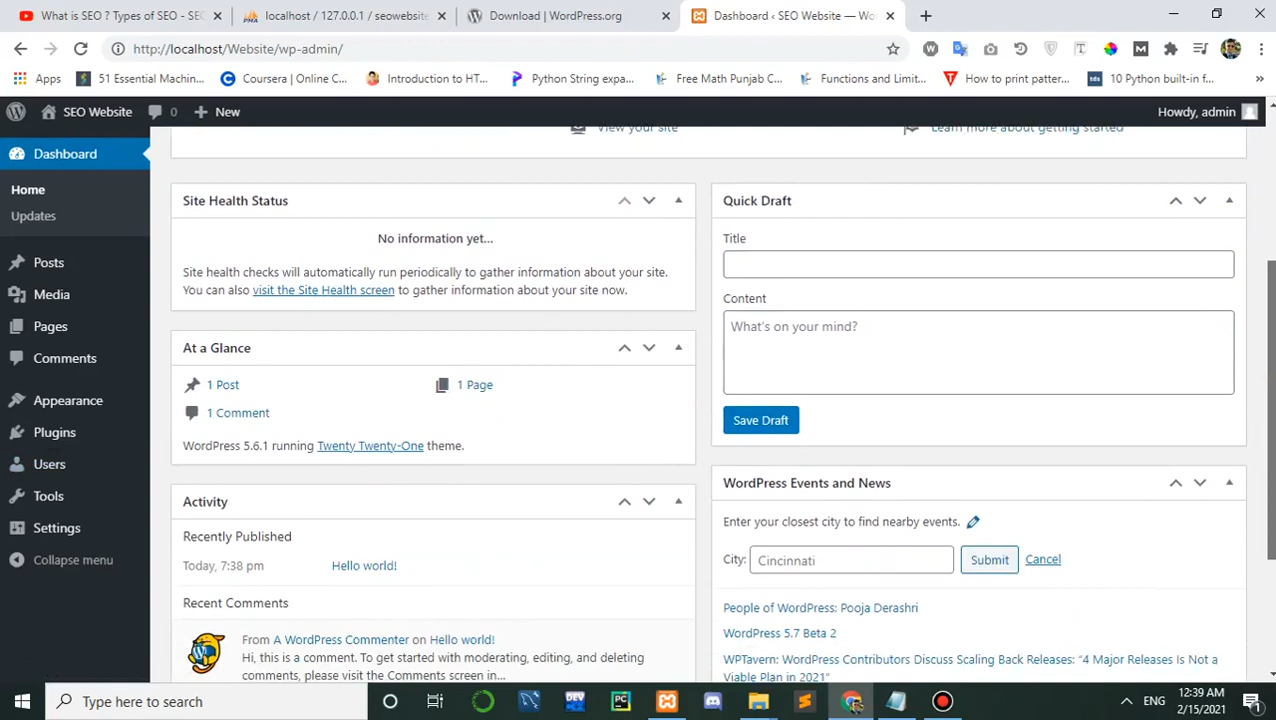 What is SEO ? Types of SEO - SEC
localhost / 127.0.0.1 / seowebsite
Download | WordPress.org
Dashboard ‹ SEO Website — Wo
http://localhost/Website/wp-admin/
Apps
51 Essential Machin...
Coursera | Online C...
Introduction to HT...
Python String expa...
Free Math Punjab C...
Functions and Limit...
How to print patter...
10 Python built-in f...
SEO Website
0
New
Howdy, admin
View your site
Learn more about getting started
Dashboard
Home
Updates
Posts
Media
Pages
Comments
Appearance
Plugins
Users
Tools
Settings
Collapse menu
Site Health Status
No information yet...
Site health checks will automatically run periodically to gather information about your site.
You can also visit the Site Health screen to gather information about your site now.
At a Glance
1 Post
1 Page
1 Comment
WordPress 5.6.1 running Twenty Twenty-One theme.
Activity
Recently Published
Today, 7:38 pm
Hello world!
Recent Comments
From A WordPress Commenter on Hello world!
Hi, this is a comment. To get started with moderating, editing, and deleting
comments, please visit the Comments screen in...
Quick Draft
Title
Content
What's on your mind?
Save Draft
WordPress Events and News
Enter your closest city to find nearby events.
City:
Cincinnati
Submit
Cancel
People of WordPress: Pooja Derashri
WordPress 5.7 Beta 2
WPTavern: WordPress Contributors Discuss Scaling Back Releases: “4 Major Releases Is Not a
Viable Plan in 2021”
Type here to search
ENG
12:39 AM
2/15/2021